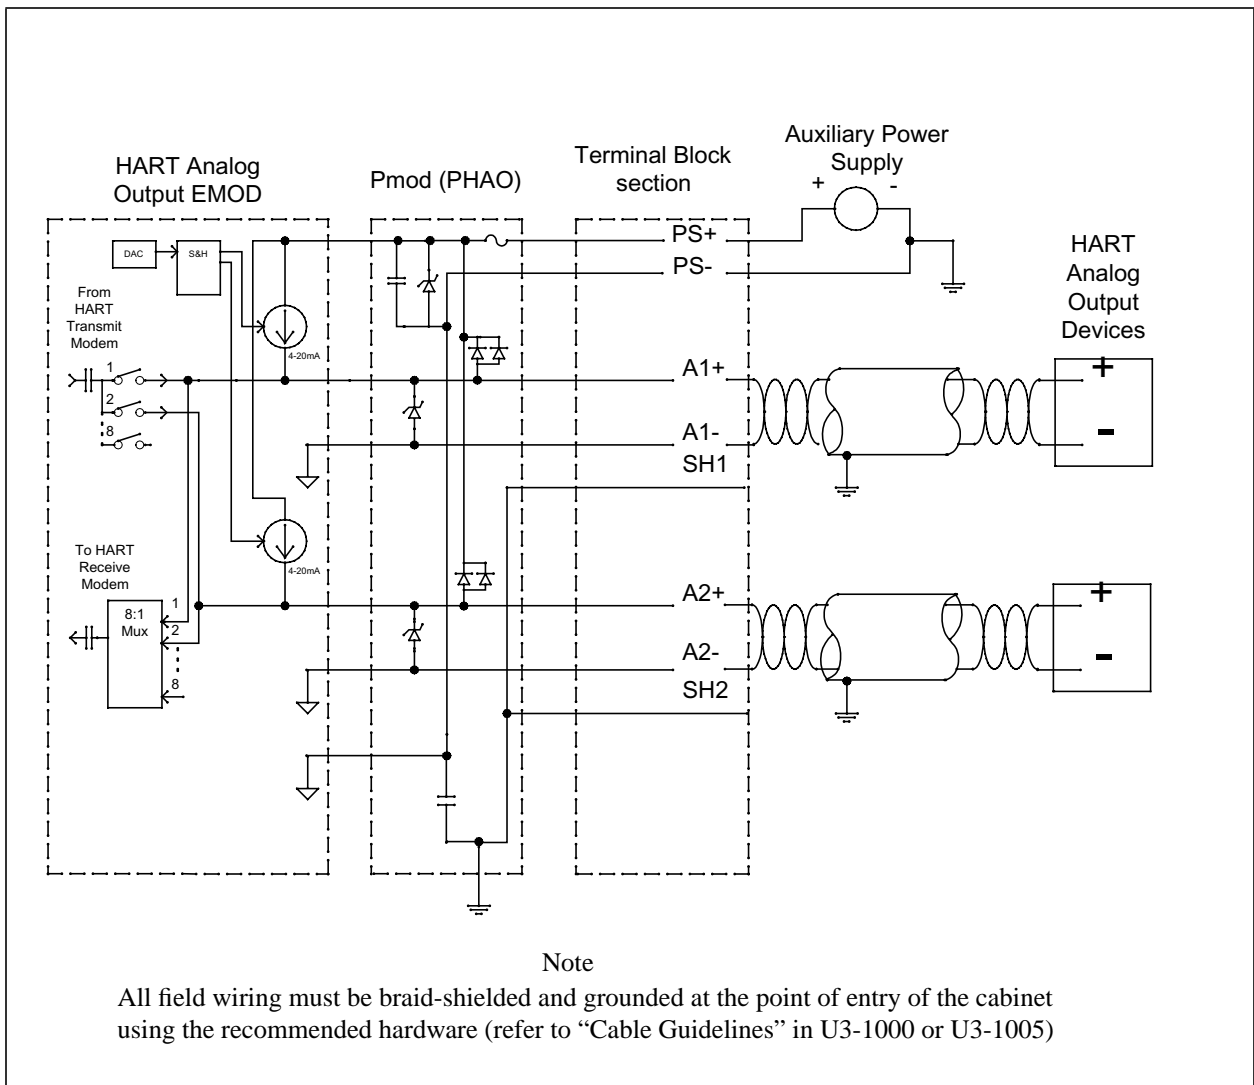 Auxiliary Power
Supply
+ -
HART Analog
Output EMOD
Pmod (PHAO)
Terminal Block
section
HART
Analog
Output
Devices
DAC
S&H
PS+
PS-
From
HART
Transmit
Modem
4-20mA
1
2
8
A1+
A1-
SH1
+
-
4-20mA
To HART
Receive
Modem
8:1
Mux
1
2
8
A2+
A2-
SH2
+
-
Note
All field wiring must be braid-shielded and grounded at the point of entry of the cabinet
using the recommended hardware (refer to “Cable Guidelines” in U3-1000 or U3-1005)